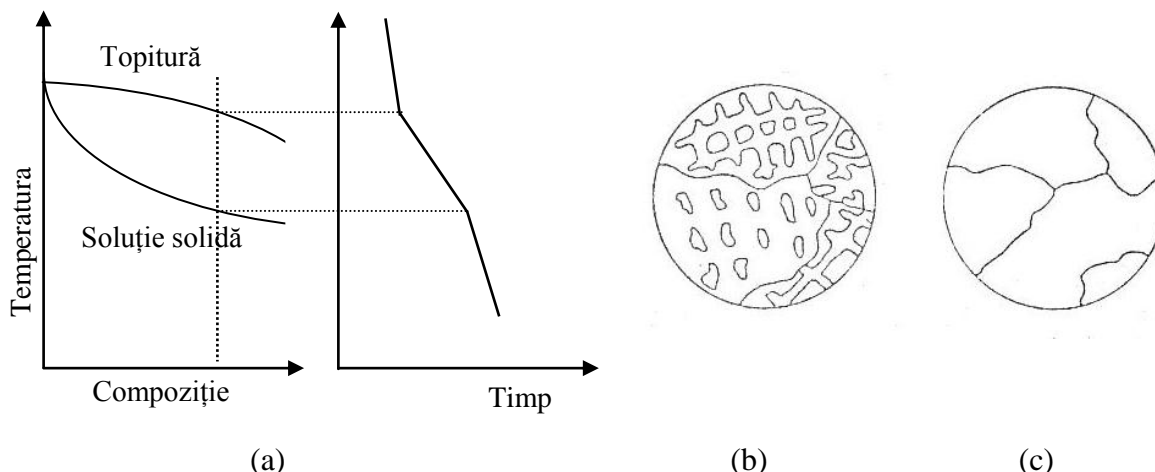 Topitură
Soluție solidă
Temperatura
Compoziție
Timp
(a)
(b)
(c)